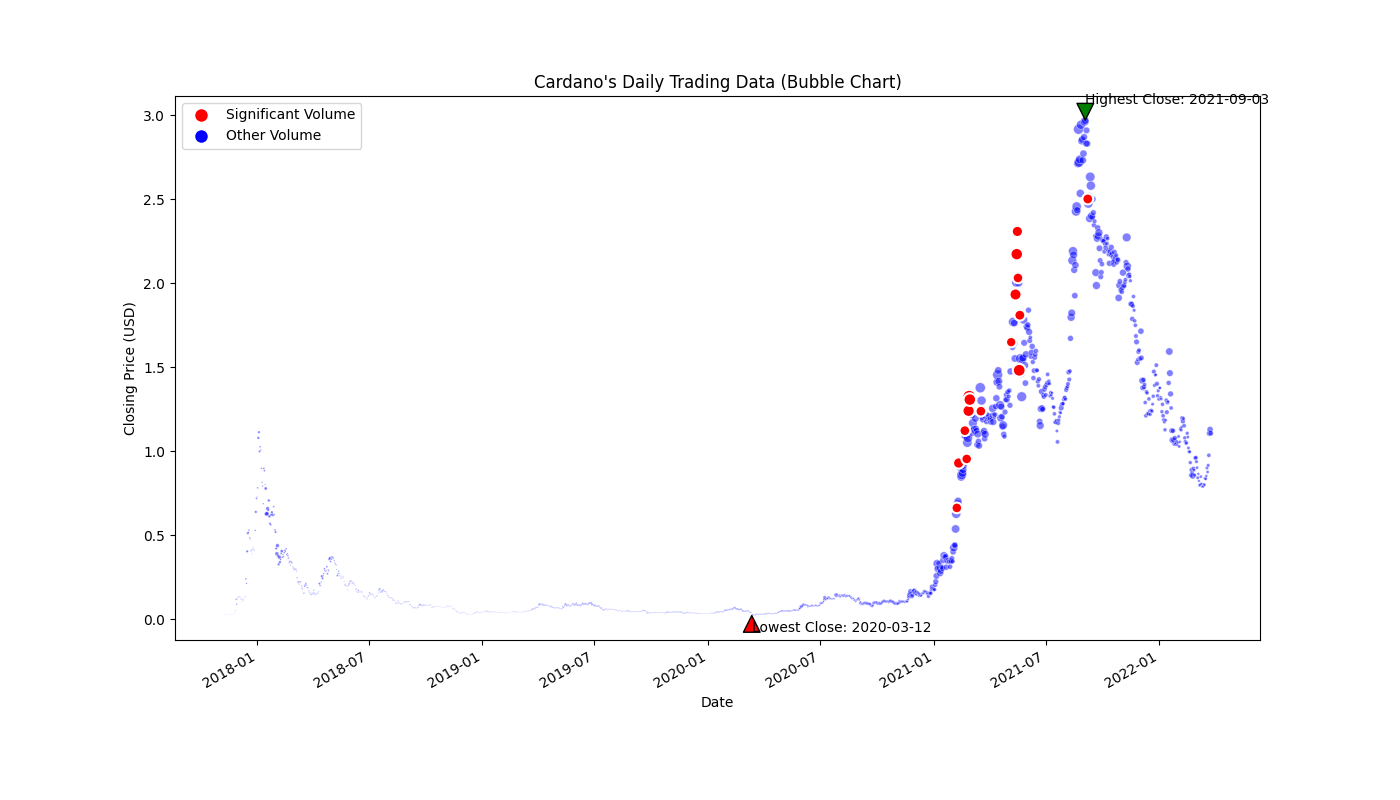 Cardano's Daily Trading Data (Bubble Chart)
Highest Close: 2021-09-03
Significant Volume
Other Volume
3.0
2.5
2.0
1.5
1.0
0.5
0.0
Closing Price (USD)
Lowest Close: 2020-03-12
2018-01
2018-07
2019-01
2019-07
2020-01
2020-07
2021-01
2021-07
2022-01
Date